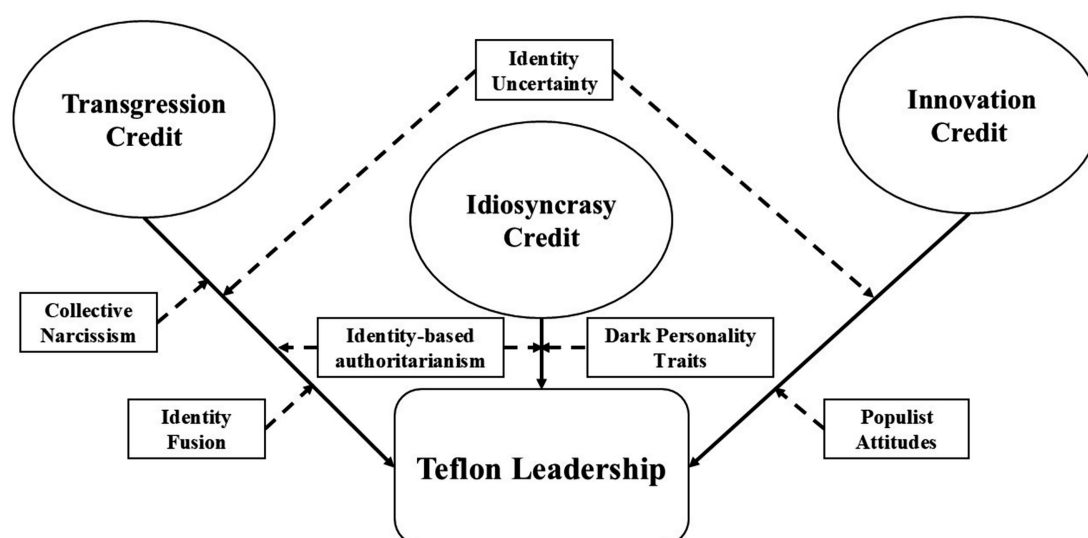 Identity
Uncertainty
Transgression
Credit
Innovation
Credit
Idiosyncrasy
Credit
Collective
Narcissism
Identity-based
authoritarianism
Dark Personality
Traits
Identity
Fusion
Populist
Attitudes
Teflon Leadership